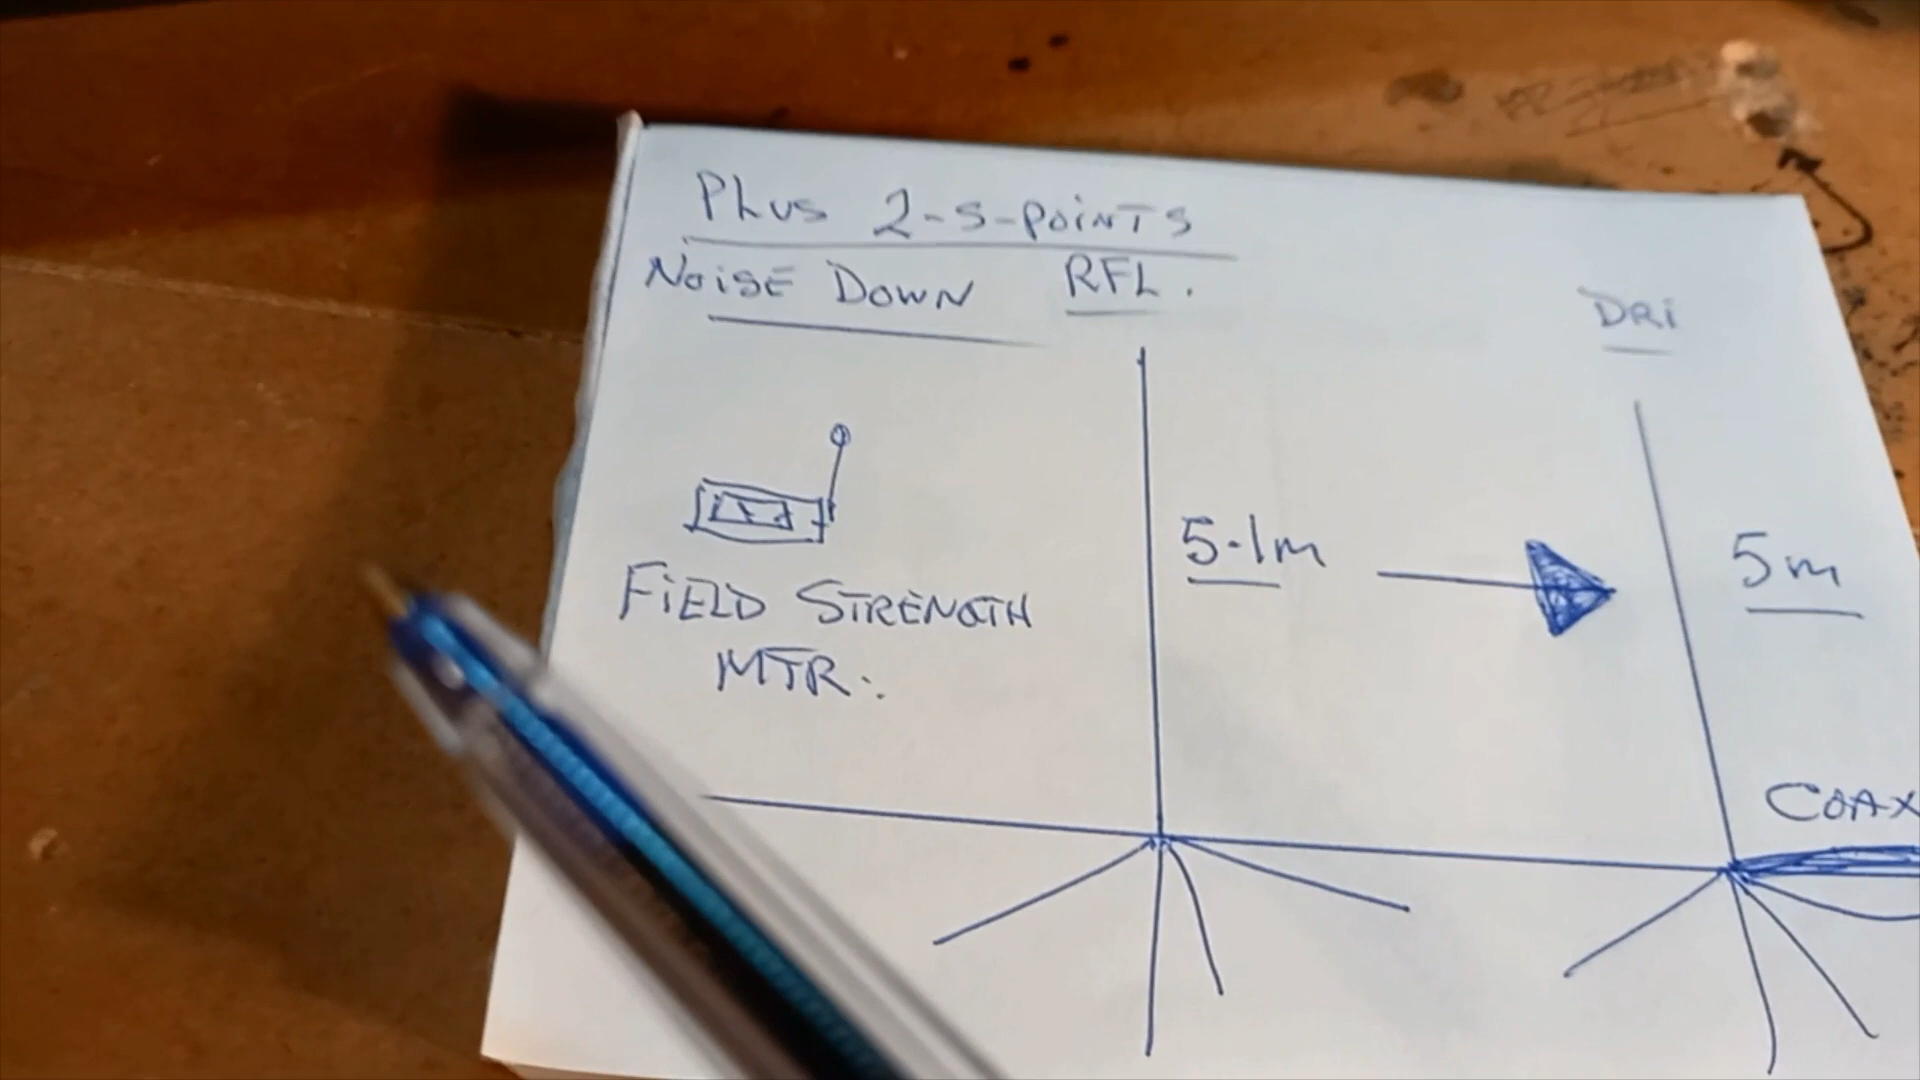 PLUS 2-S-POINTS
NOISE DOWN RFL.
DRI
FIELD STRENGTH
MTR.
5.1m
5m
COAX